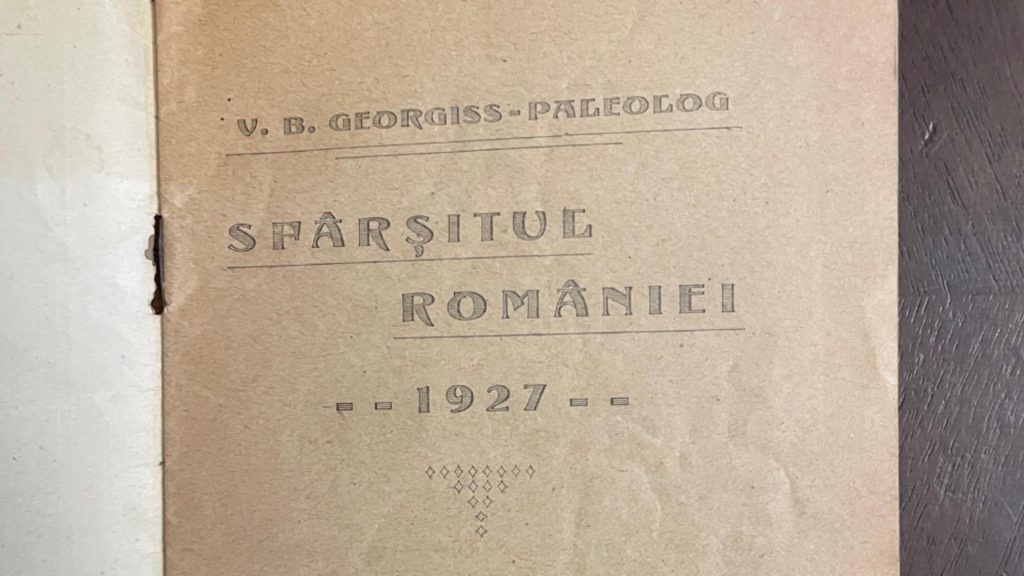 V. B. GEORGISS-PALEOLOG
SFÂRȘITUL
ROMÂNIEI
-- 1927 --